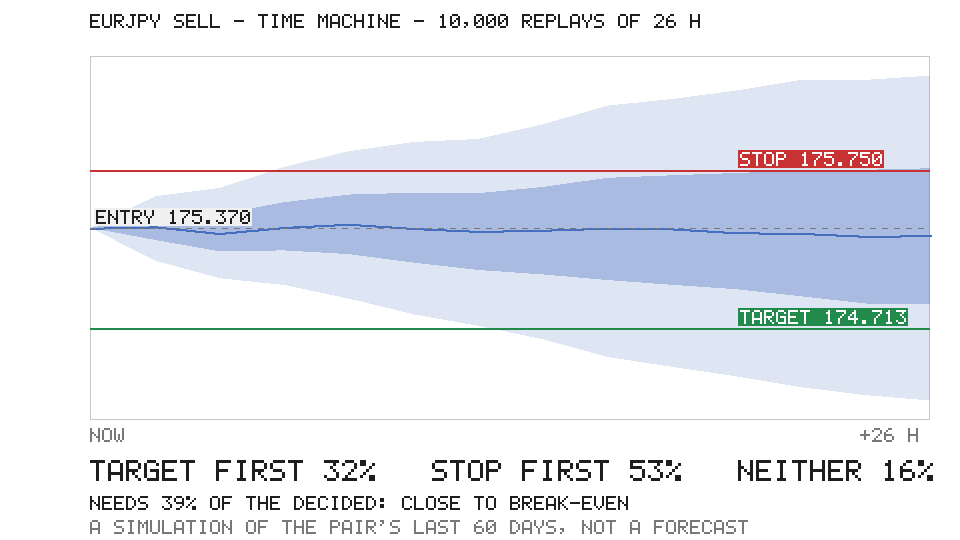 EURJPY SELL - TIME MACHINE - 10,000 REPLAYS OF 26 H
STOP 175.750
ENTRY 175.370
TARGET 174.713
NOW +26 H
TARGET FIRST 32% STOP FIRST 53% NEITHER 16%
NEEDS 39% OF THE DECIDED: CLOSE TO BREAK-EVEN
A SIMULATION OF THE PAIR'S LAST 60 DAYS, NOT A FORECAST